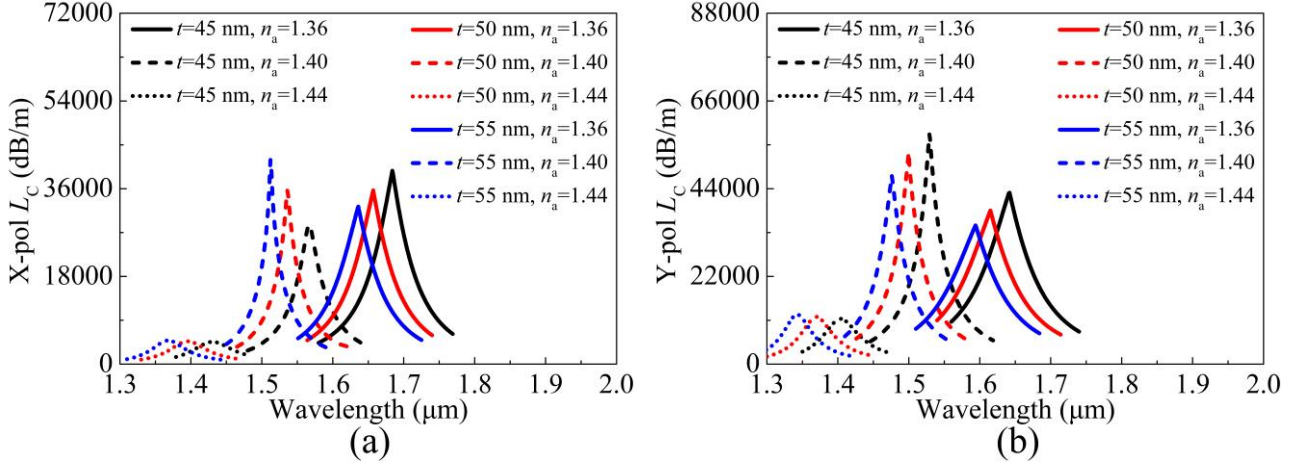 72000
54000
36000
18000
0
X-pol L_C (dB/m)
t=45 nm, n_a=1.36
t=45 nm, n_a=1.40
t=45 nm, n_a=1.44
t=50 nm, n_a=1.36
t=50 nm, n_a=1.40
t=50 nm, n_a=1.44
t=55 nm, n_a=1.36
t=55 nm, n_a=1.40
t=55 nm, n_a=1.44
1.3 1.4 1.5 1.6 1.7 1.8 1.9 2.0
Wavelength (μm)
(a)
88000
66000
44000
22000
0
Y-pol L_C (dB/m)
t=45 nm, n_a=1.36
t=45 nm, n_a=1.40
t=45 nm, n_a=1.44
t=50 nm, n_a=1.36
t=50 nm, n_a=1.40
t=50 nm, n_a=1.44
t=55 nm, n_a=1.36
t=55 nm, n_a=1.40
t=55 nm, n_a=1.44
1.3 1.4 1.5 1.6 1.7 1.8 1.9 2.0
Wavelength (μm)
(b)